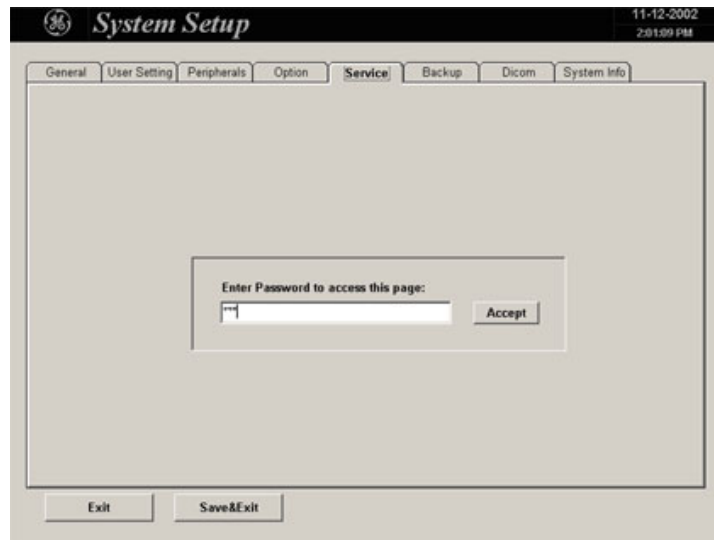 System Setup
11-12-2002
2:01:09 PM
General User Setting Peripherals Option Service Backup Dicom System Info
Enter Password to access this page:
***
Accept
Exit Save&Exit